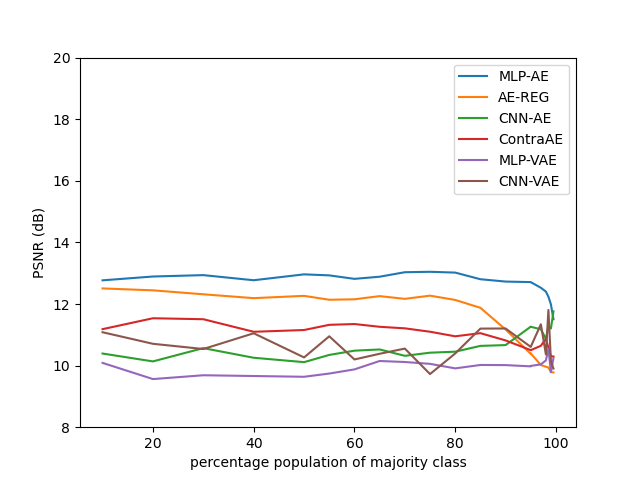 20
18
16
14
12
10
8
PSNR (dB)
MLP-AE
AE-REG
CNN-AE
ContraAE
MLP-VAE
CNN-VAE
20 40 60 80 100
percentage population of majority class